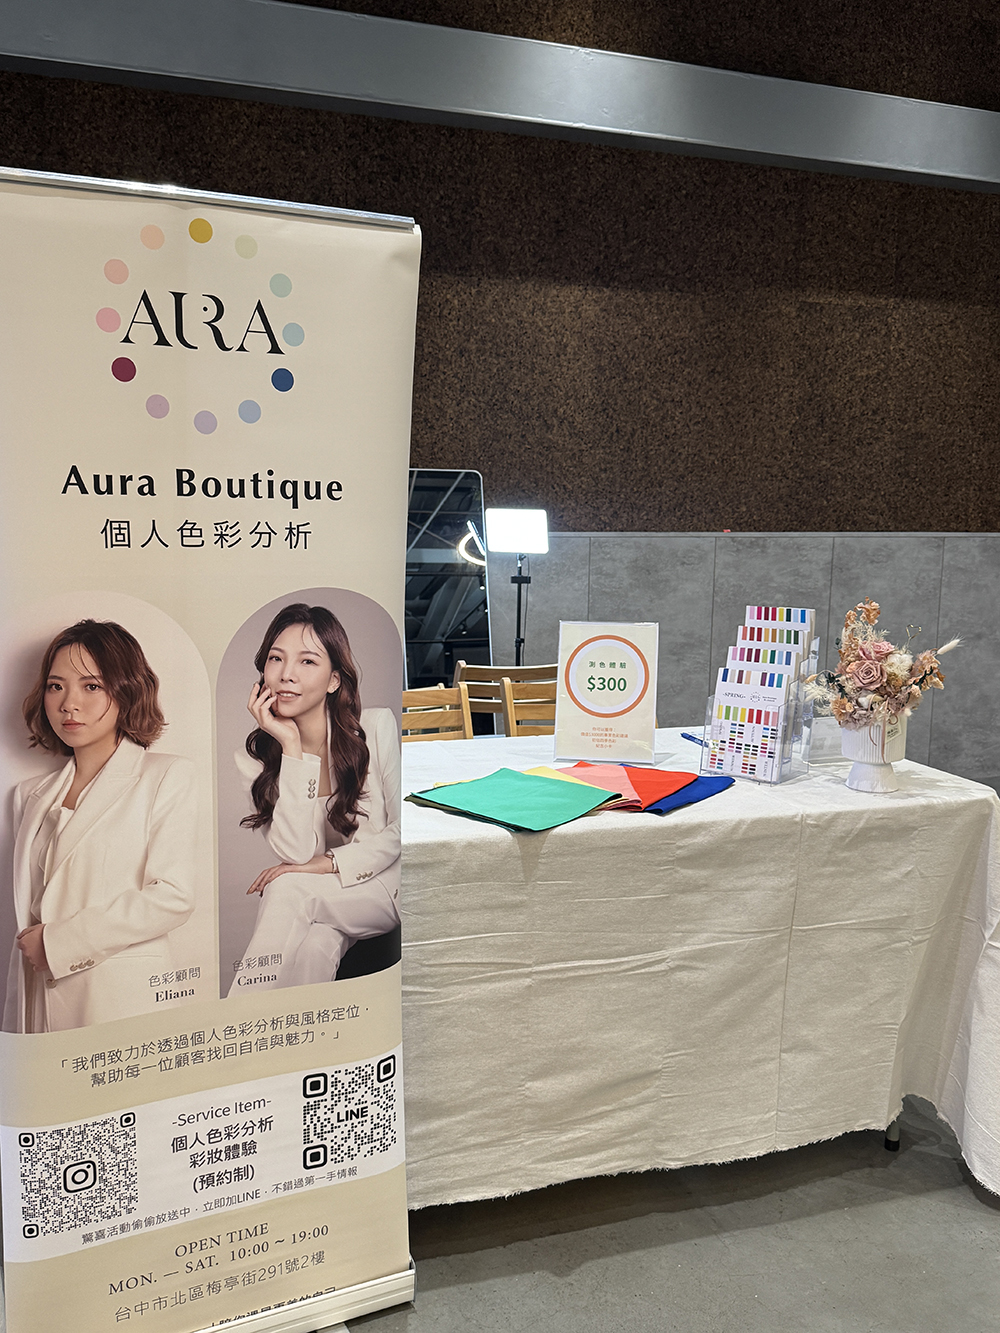 AURA
Aura Boutique
個人色彩分析
色彩顧問
Eliana
色彩顧問
Carina
「我們致力於透過個人色彩分析與風格定位，
幫助每一位顧客找回自信與魅力。」
-Service Item-
個人色彩分析
彩妝體驗
(預約制)
LINE
驚喜活動偷偷放送中，立即加LINE，不錯過第一手情報
OPEN TIME
MON. — SAT. 10:00 ~ 19:00
台中市北區梅亭街291號2樓
測色體驗
$300
-SPRING-